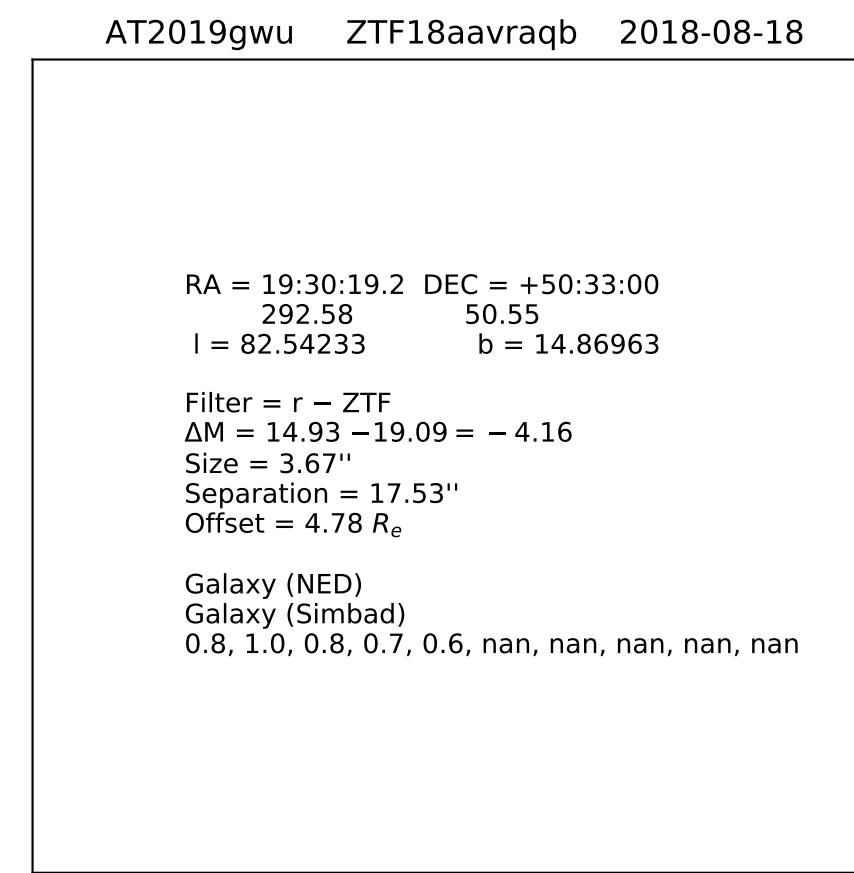 AT2019gwu ZTF18aavraqb 2018-08-18
RA = 19:30:19.2 DEC = +50:33:00
292.58 50.55
l = 82.54233 b = 14.86963
Filter = r − ZTF
ΔM = 14.93 −19.09 = − 4.16
Size = 3.67''
Separation = 17.53''
Offset = 4.78 Rₑ
Galaxy (NED)
Galaxy (Simbad)
0.8, 1.0, 0.8, 0.7, 0.6, nan, nan, nan, nan, nan